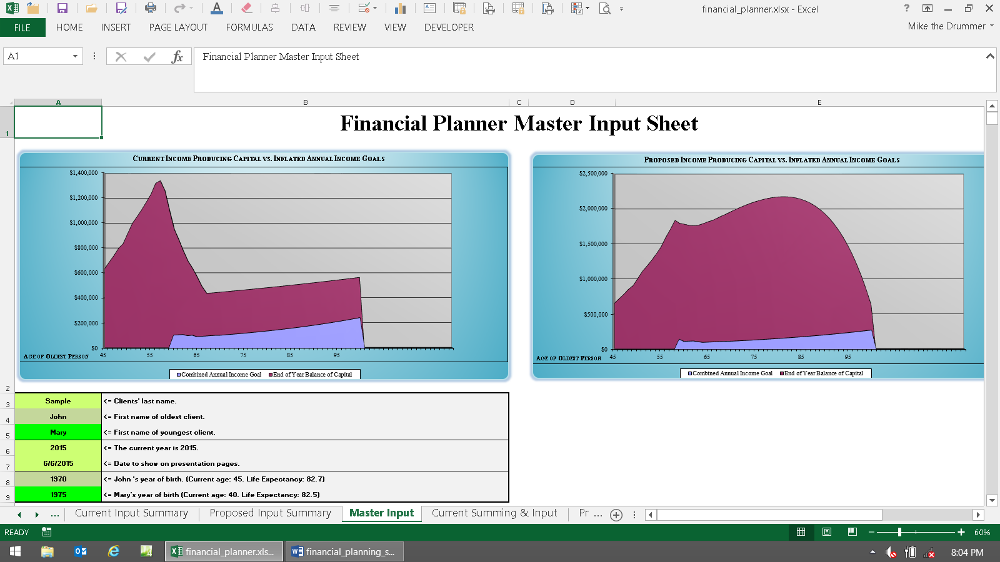 financial_planner.xlsx - Excel
?
FILE HOME INSERT PAGE LAYOUT FORMULAS DATA REVIEW VIEW DEVELOPER
Mike the Drummer
A1
fx
Financial Planner Master Input Sheet
A B C D E
1
Financial Planner Master Input Sheet
CURRENT INCOME PRODUCING CAPITAL VS. INFLATED ANNUAL INCOME GOALS
$1,400,000
$1,200,000
$1,000,000
$800,000
$600,000
$400,000
$200,000
$0
45 55 65 75 85 95
AGE OF OLDEST PERSON
Combined Annual Income Goal End of Year Balance of Capital
PROPOSED INCOME PRODUCING CAPITAL VS. INFLATED ANNUAL INCOME GOALS
$2,500,000
$2,000,000
$1,500,000
$1,000,000
$500,000
$0
45 55 65 75 85 95
AGE OF OLDEST PERSON
Combined Annual Income Goal End of Year Balance of Capital
2
3 Sample <= Clients' last name.
4 John <= First name of oldest client.
5 Mary <= First name of youngest client.
6 2015 <= The current year is 2015.
7 6/6/2015 <= Date to show on presentation pages.
8 1970 <= John 's year of birth. (Current age: 45. Life Expectancy: 82.7)
9 1975 <= Mary's year of birth (Current age: 40. Life Expectancy: 82.5)
... Current Input Summary Proposed Input Summary Master Input Current Summing & Input Pr ...
READY
60%
financial_planner.xls... financial_planning_s...
8:04 PM